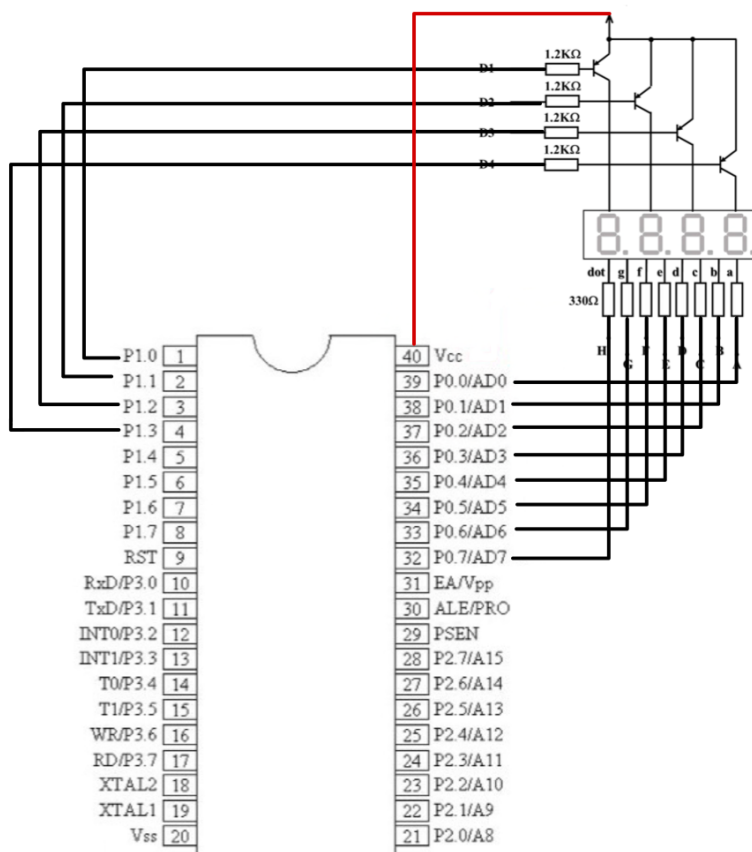 D1 1.2KΩ
D2 1.2KΩ
D3 1.2KΩ
D4 1.2KΩ
8.8.8.8.
dot g f e d c b a
330Ω
H G F E D C B A
P1.0 1 40 Vcc
P1.1 2 39 P0.0/AD0
P1.2 3 38 P0.1/AD1
P1.3 4 37 P0.2/AD2
P1.4 5 36 P0.3/AD3
P1.5 6 35 P0.4/AD4
P1.6 7 34 P0.5/AD5
P1.7 8 33 P0.6/AD6
RST 9 32 P0.7/AD7
RxD/P3.0 10 31 EA/Vpp
TxD/P3.1 11 30 ALE/PRO
INT0/P3.2 12 29 PSEN
INT1/P3.3 13 28 P2.7/A15
T0/P3.4 14 27 P2.6/A14
T1/P3.5 15 26 P2.5/A13
WR/P3.6 16 25 P2.4/A12
RD/P3.7 17 24 P2.3/A11
XTAL2 18 23 P2.2/A10
XTAL1 19 22 P2.1/A9
Vss 20 21 P2.0/A8